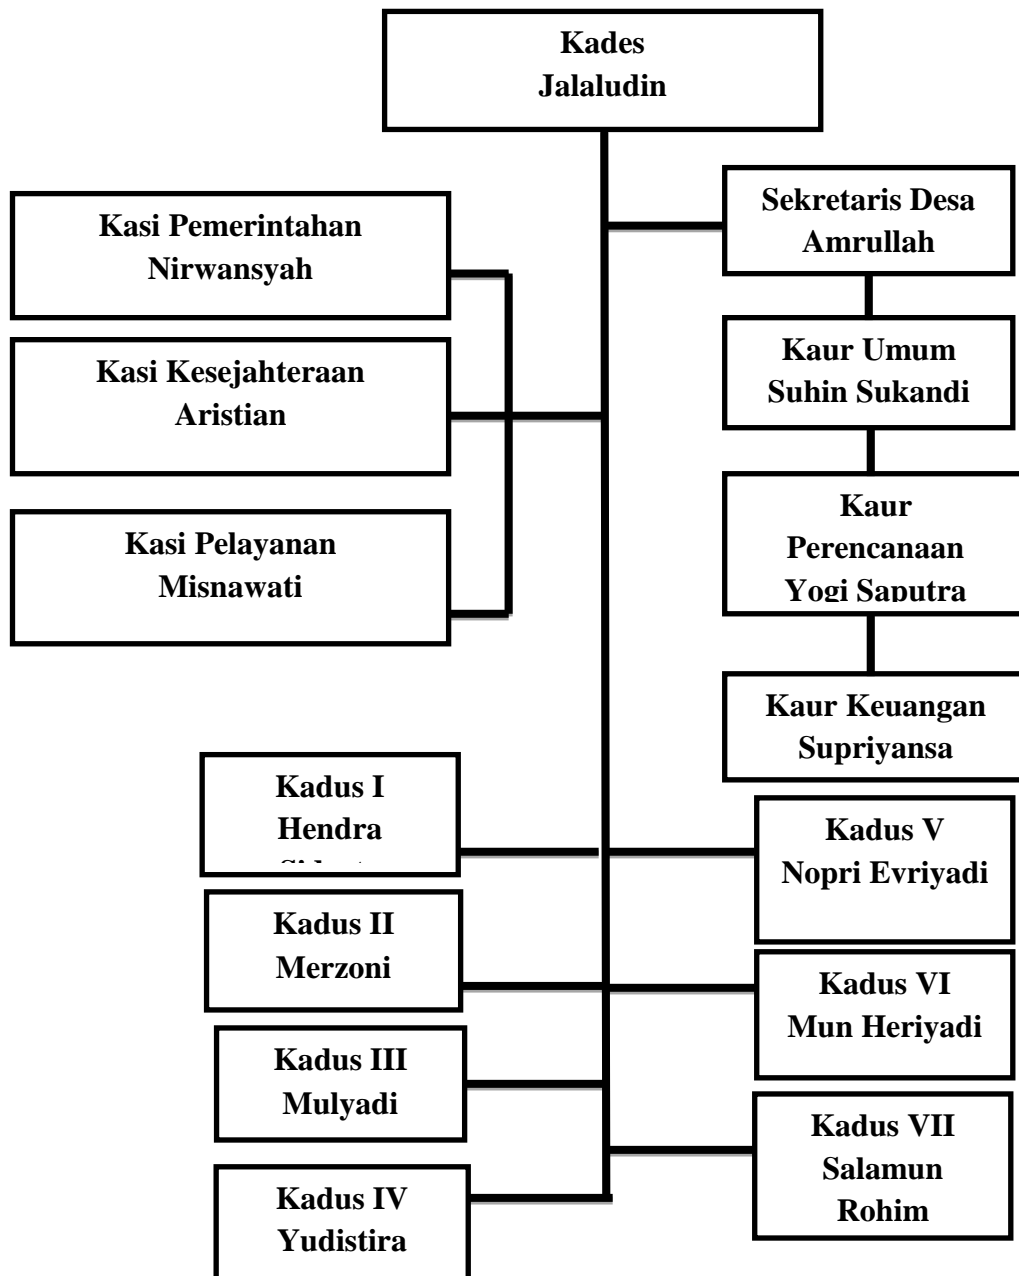 Kades
Jalaludin
Kasi Pemerintahan
Nirwansyah
Kasi Kesejahteraan
Aristian
Kasi Pelayanan
Misnawati
Sekretaris Desa
Amrullah
Kaur Umum
Suhin Sukandi
Kaur
Perencanaan
Yogi Saputra
Kaur Keuangan
Supriyansa
Kadus I
Hendra
Kadus II
Merzoni
Kadus III
Mulyadi
Kadus IV
Yudistira
Kadus V
Nopri Evriyadi
Kadus VI
Mun Heriyadi
Kadus VII
Salamun
Rohim